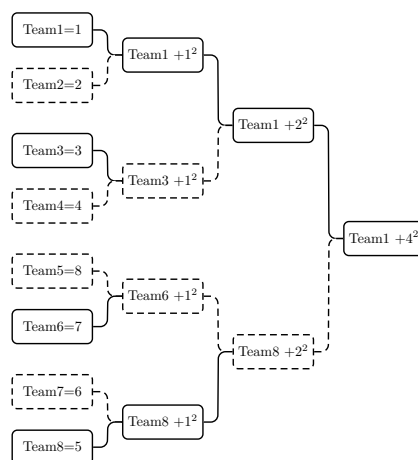 Team1=1
Team2=2
Team3=3
Team4=4
Team5=8
Team6=7
Team7=6
Team8=5
Team1 +1²
Team3 +1²
Team6 +1²
Team8 +1²
Team1 +2²
Team8 +2²
Team1 +4²